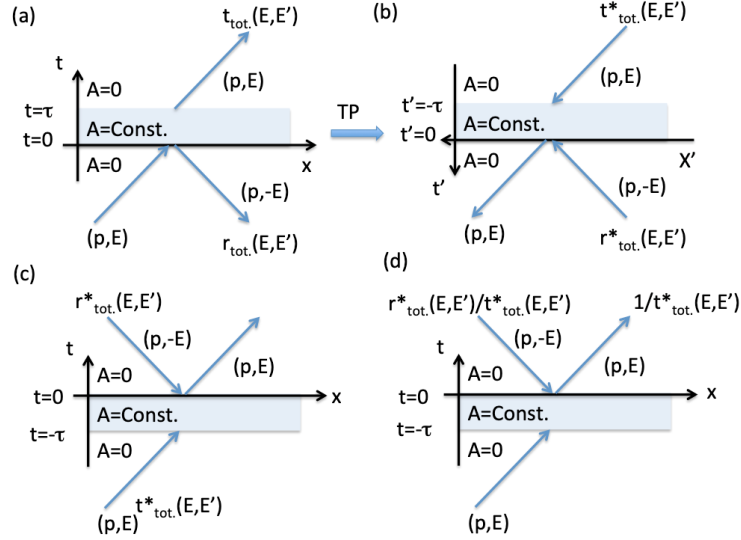 (a)
t_tot.(E,E')
t
A=0
(p,E)
t=τ
A=Const.
t=0
A=0
x
(p,-E)
(p,E)
r_tot.(E,E')
TP
(b)
t*_tot.(E,E')
A=0
(p,E)
t'=-τ
A=Const.
t'=0
A=0
X'
t'
(p,-E)
(p,E)
r*_tot.(E,E')
(c)
r*_tot.(E,E')
(p,-E)
t
A=0
(p,E)
t=0
x
A=Const.
t=-τ
A=0
t*_tot.(E,E')
(p,E)
(d)
r*_tot.(E,E')/t*_tot.(E,E')
1/t*_tot.(E,E')
(p,-E)
t
A=0
(p,E)
t=0
x
A=Const.
t=-τ
A=0
(p,E)